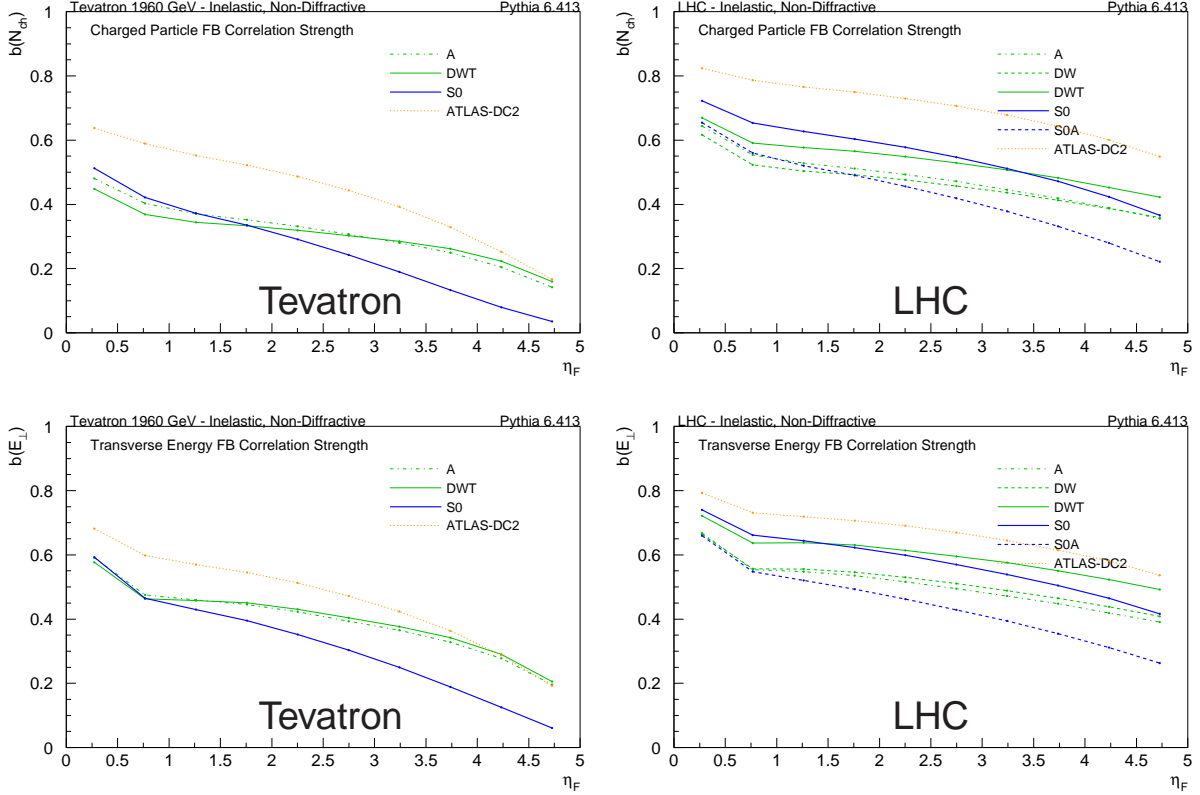 Tevatron 1960 GeV - Inelastic, Non-Diffractive Pythia 6.413
Charged Particle FB Correlation Strength
b(N_ch)
A
DWT
S0
ATLAS-DC2
1
0.8
0.6
0.4
0.2
0
Tevatron
0 0.5 1 1.5 2 2.5 3 3.5 4 4.5 5
η_F
LHC - Inelastic, Non-Diffractive Pythia 6.413
Charged Particle FB Correlation Strength
b(N_ch)
A
DW
DWT
S0
S0A
ATLAS-DC2
1
0.8
0.6
0.4
0.2
0
LHC
0 0.5 1 1.5 2 2.5 3 3.5 4 4.5 5
η_F
Tevatron 1960 GeV - Inelastic, Non-Diffractive Pythia 6.413
Transverse Energy FB Correlation Strength
b(E_⊥)
A
DWT
S0
ATLAS-DC2
1
0.8
0.6
0.4
0.2
0
Tevatron
0 0.5 1 1.5 2 2.5 3 3.5 4 4.5 5
η_F
LHC - Inelastic, Non-Diffractive Pythia 6.413
Transverse Energy FB Correlation Strength
b(E_⊥)
A
DW
DWT
S0
S0A
ATLAS-DC2
1
0.8
0.6
0.4
0.2
0
LHC
0 0.5 1 1.5 2 2.5 3 3.5 4 4.5 5
η_F